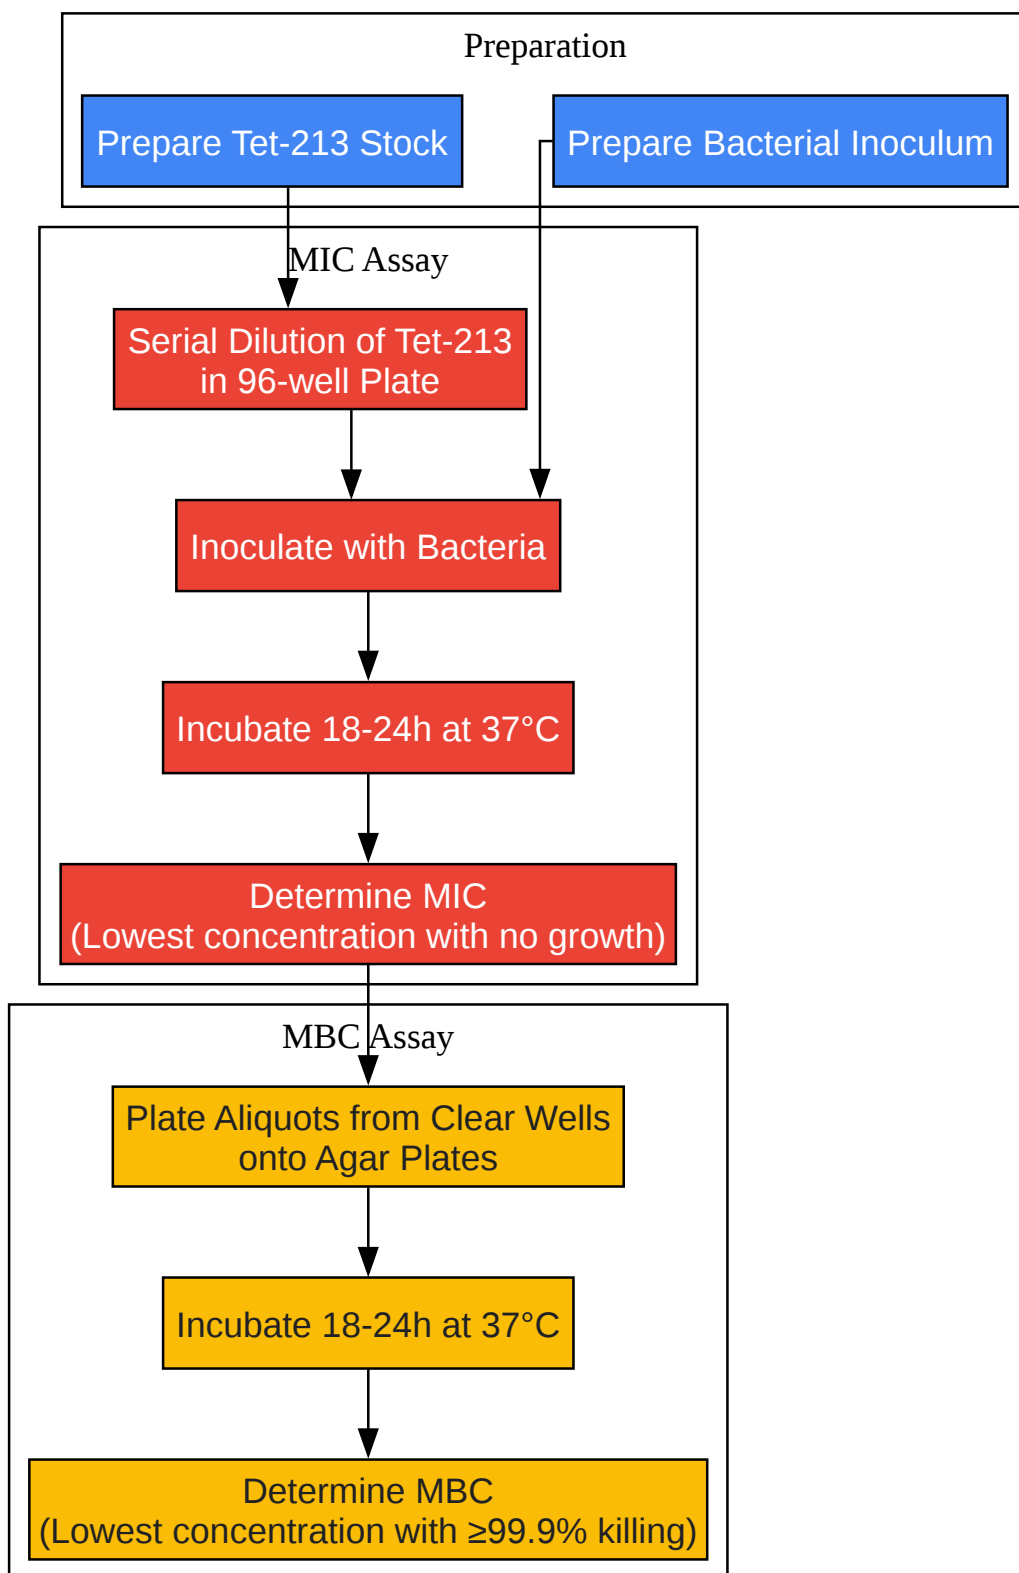 Preparation
Prepare Tet-213 Stock
Prepare Bacterial Inoculum
MIC Assay
Serial Dilution of Tet-213
in 96-well Plate
Inoculate with Bacteria
Incubate 18-24h at 37°C
Determine MIC
(Lowest concentration with no growth)
MBC Assay
Plate Aliquots from Clear Wells
onto Agar Plates
Incubate 18-24h at 37°C
Determine MBC
(Lowest concentration with ≥99.9% killing)